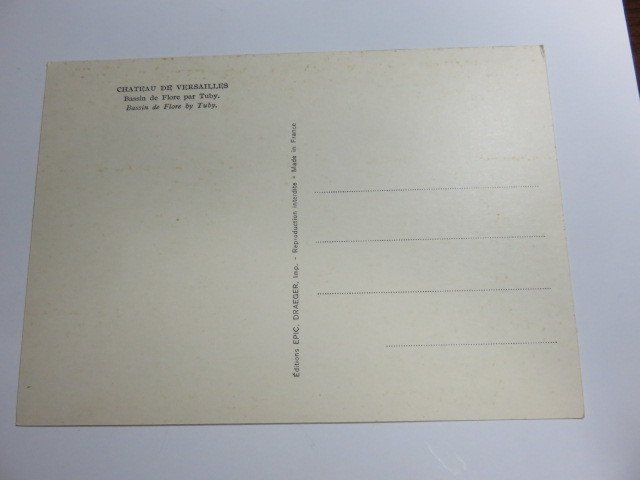 CHATEAU DE VERSAILLES
Bassin de Flore par Tuby.
Bassin de Flore by Tuby.
Éditions EPIC, DRAEGER, Imp. - Reproduction interdite - Made in France